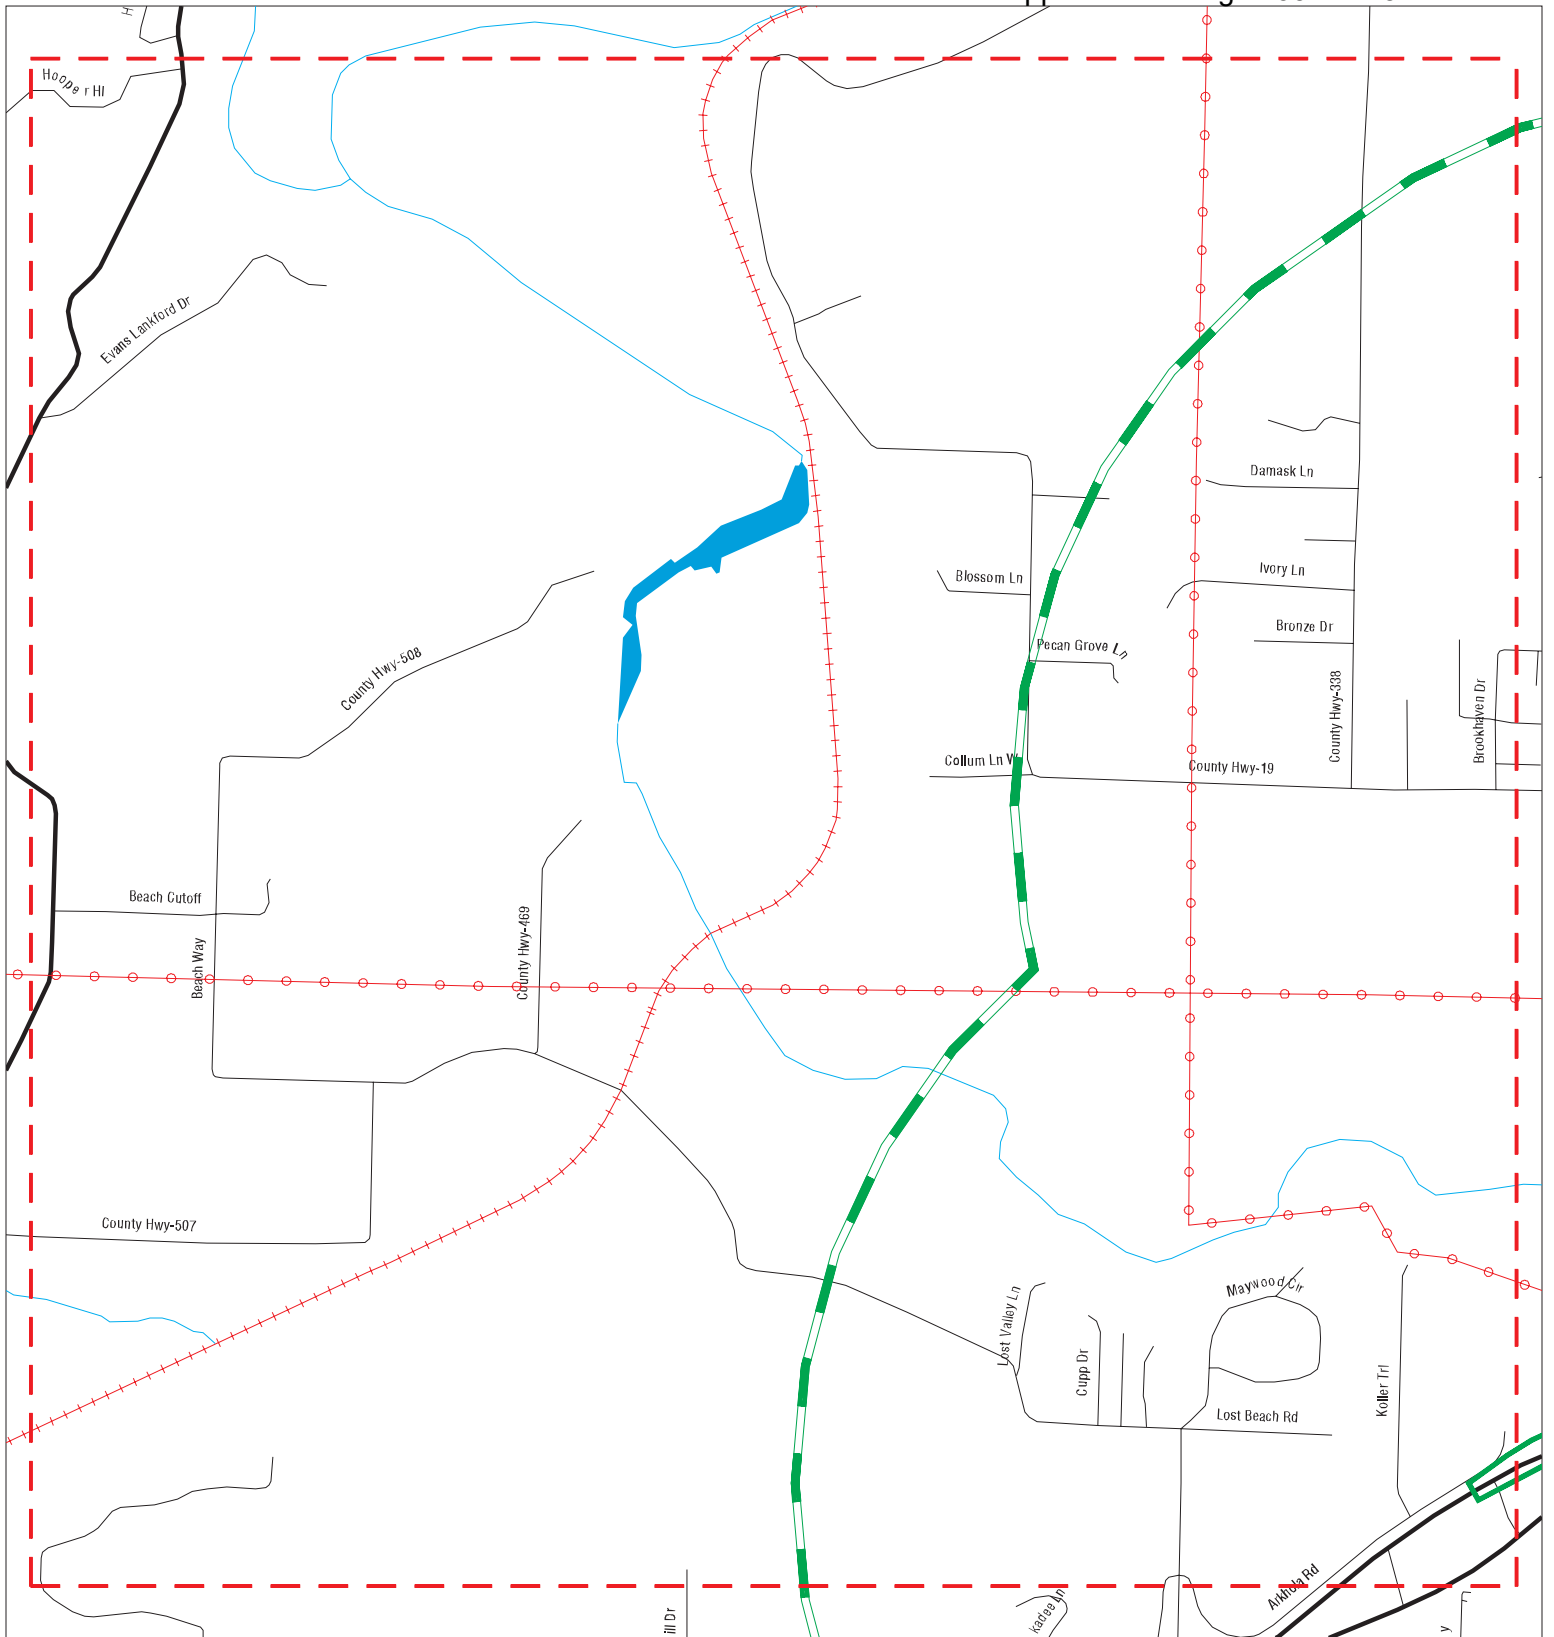 Hooper Hl
Evans Lankford Dr
Damask Ln
Blossom Ln
Ivory Ln
Bronze Dr
Pecan Grove Ln
County Hwy-508
County Hwy-338
Brookhaven Dr
Collum Ln W
County Hwy-19
Beach Cutoff
Beach Way
County Hwy-469
County Hwy-507
Maywood Cir
Lost Valley Ln
Cupp Dr
Koller Trl
Lost Beach Rd
Arkhola Rd